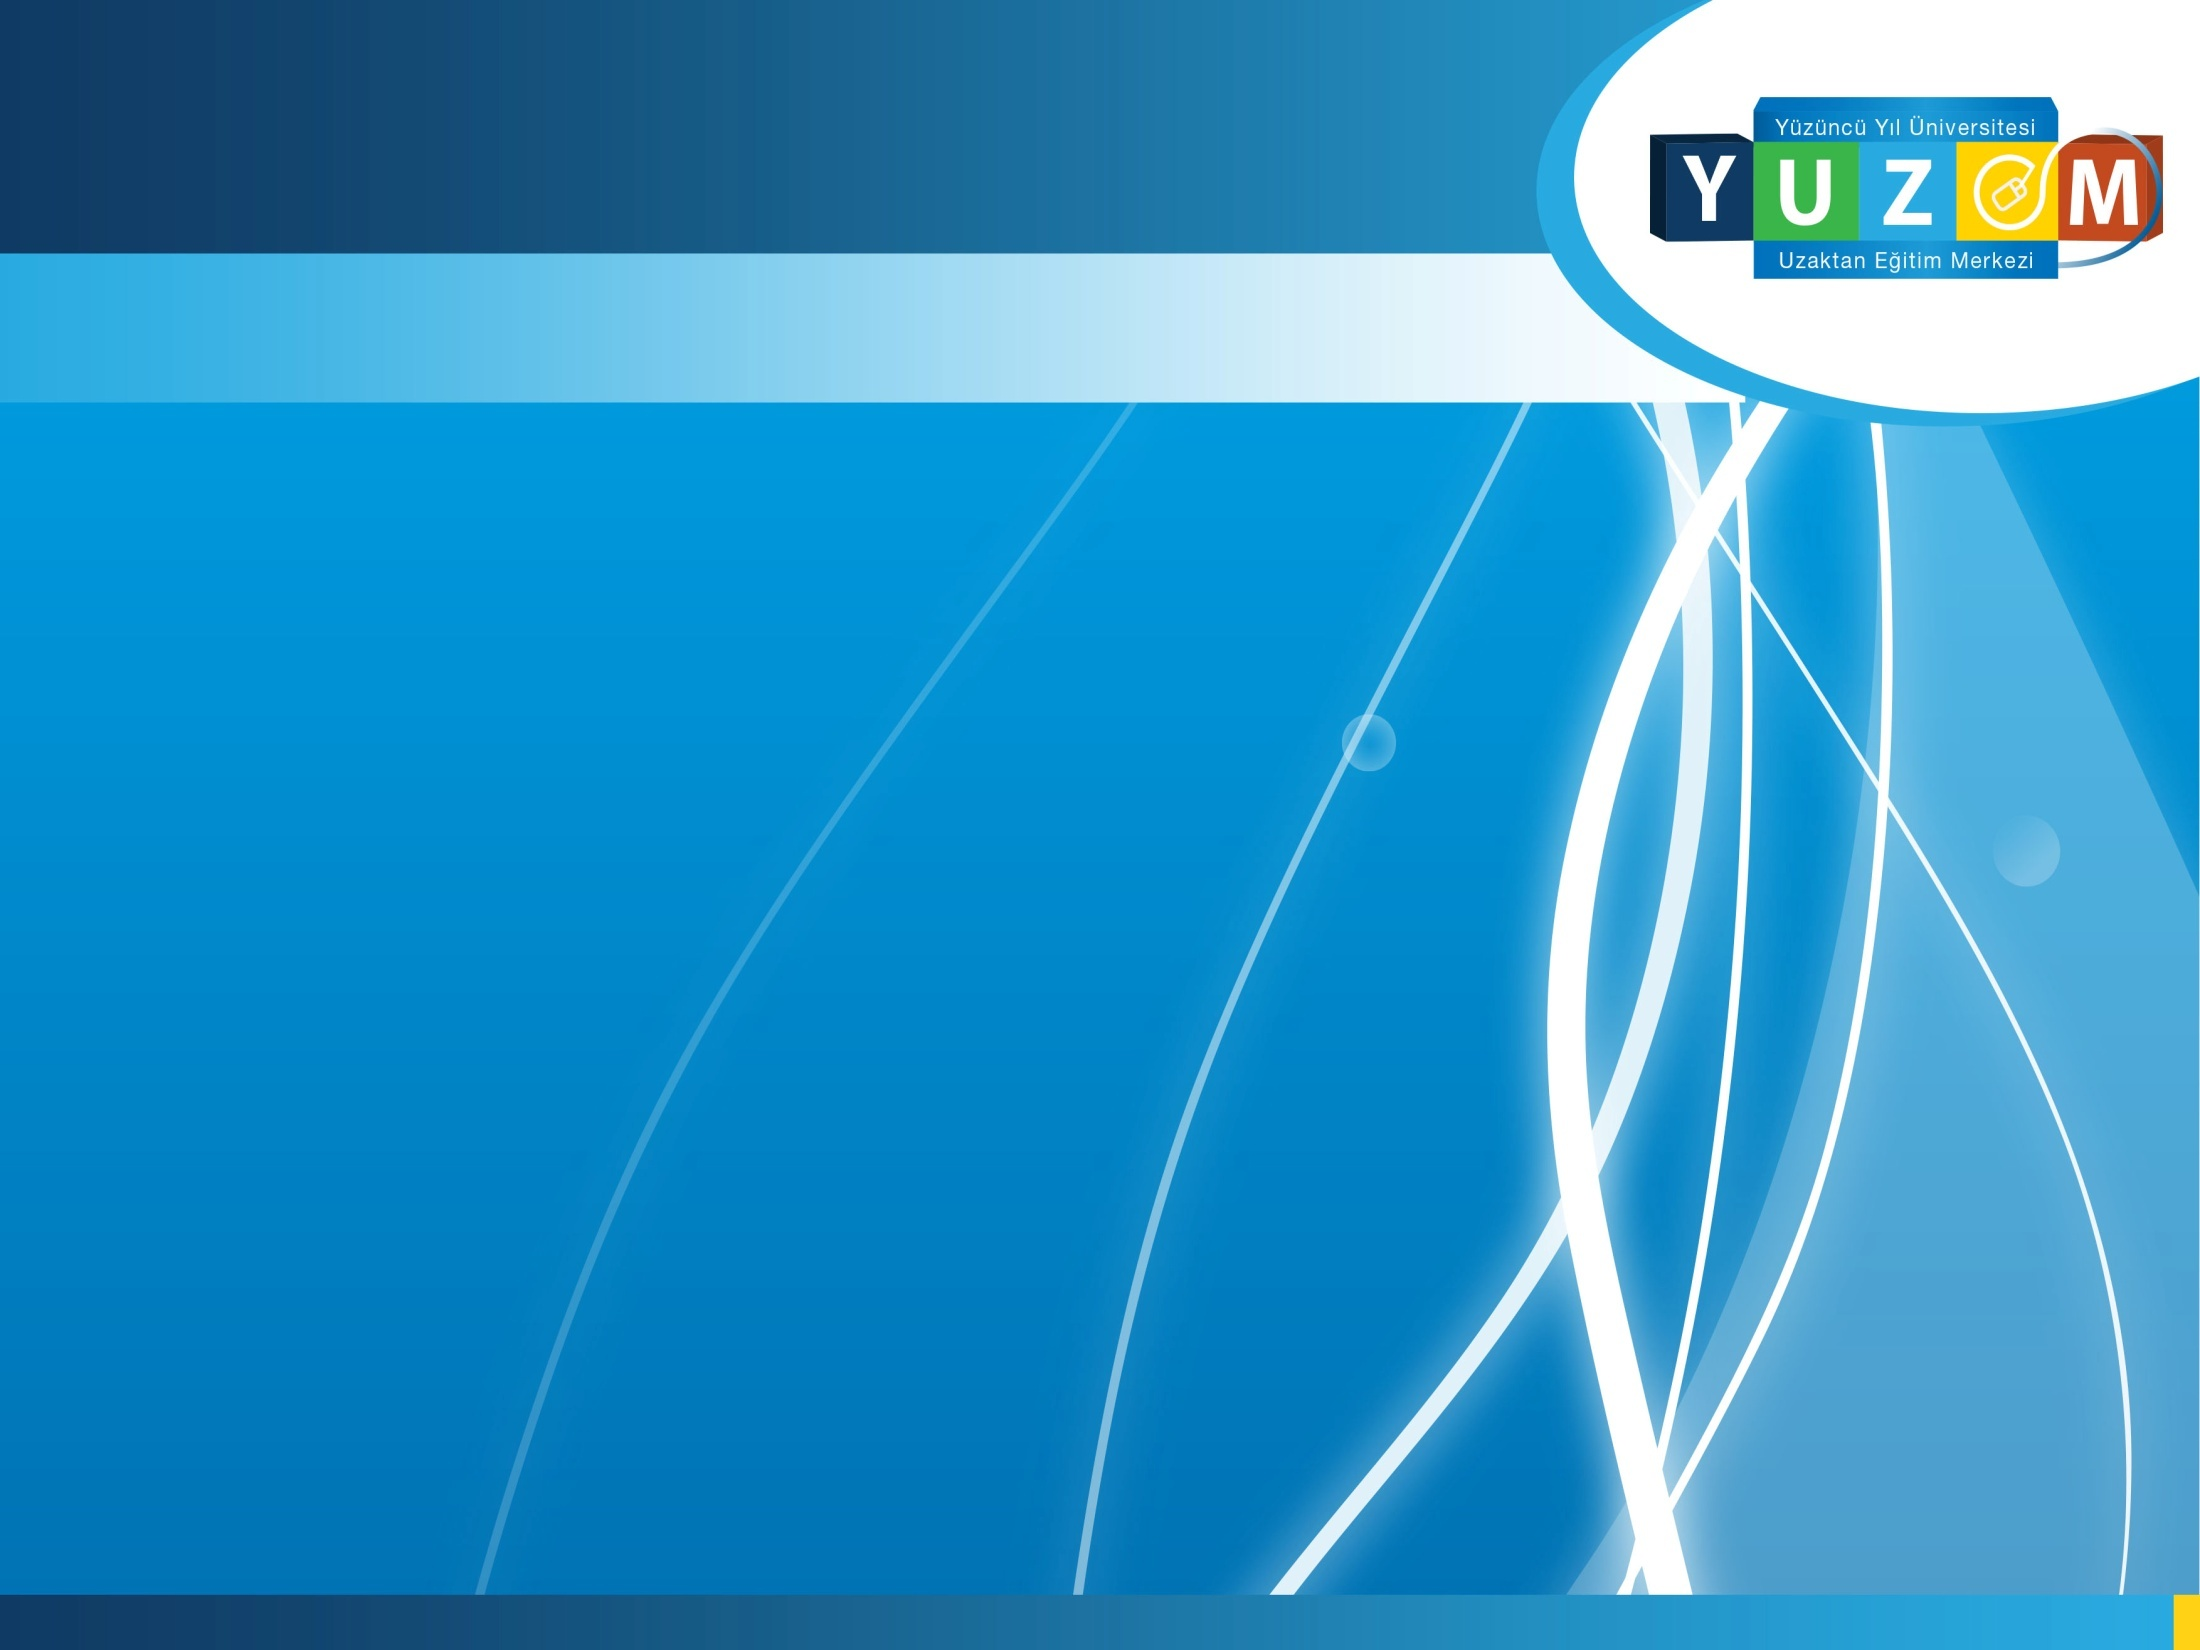 Yüzüncü Yıl Üniversitesi
YUZ M
Uzaktan Eğitim Merkezi